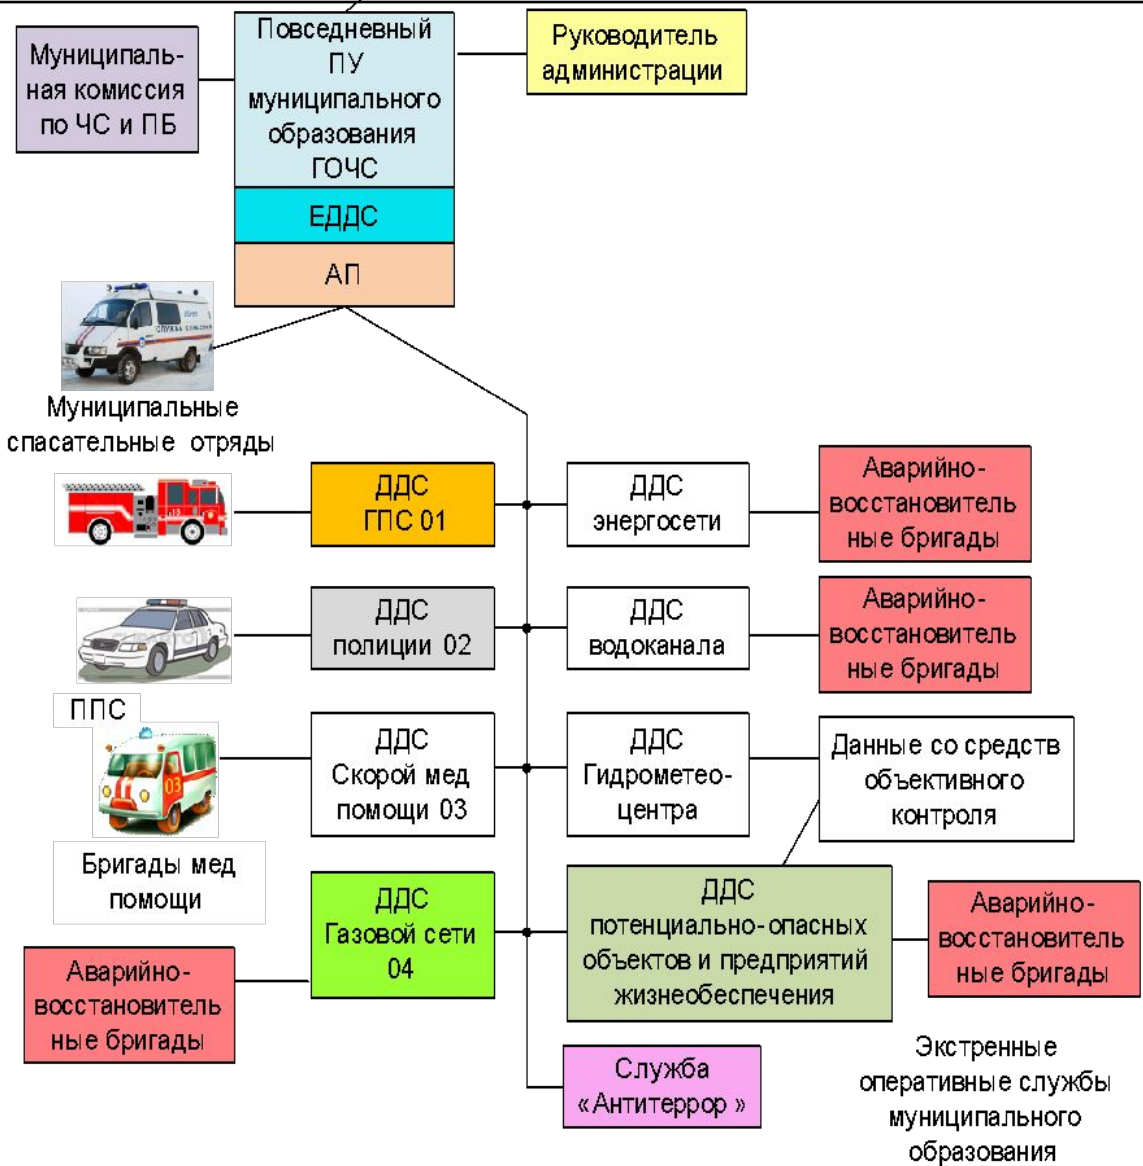 Муниципаль-
ная комиссия
по ЧС и ПБ
Повседневный
ПУ
муниципального
образования
ГОЧС
ЕДДС
АП
Руководитель
администрации
Муниципальные
спасательные отряды
ДДС
ГПС 01
ДДС
энергосети
Аварийно-
восстановитель
ные бригады
ДДС
полиции 02
ДДС
водоканала
Аварийно-
восстановитель
ные бригады
ППС
03
ДДС
Скорой мед
помощи 03
ДДС
Гидрометео-
центра
Данные со средств
объективного
контроля
Бригады мед
помощи
ДДС
Газовой сети
04
ДДС
потенциально-опасных
объектов и предприятий
жизнеобеспечения
Аварийно-
восстановитель
ные бригады
Аварийно-
восстановитель
ные бригады
Служба
«Антитеррор »
Экстренные
оперативные службы
муниципального
образования